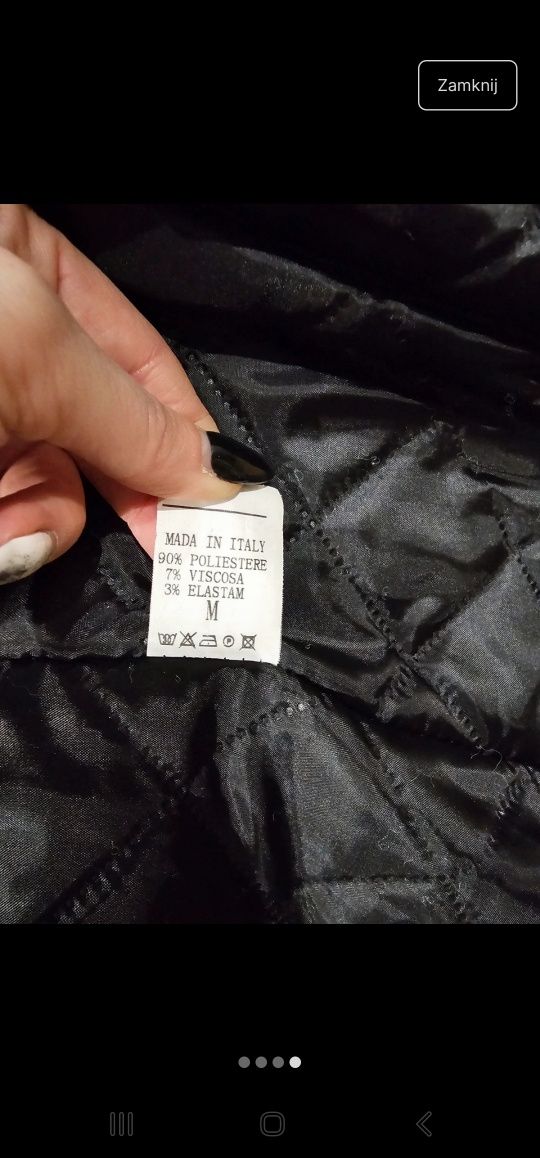 Zamknij
MADA IN ITALY
90% POLIESTERE
7% VISCOSA
3% ELASTAM
M